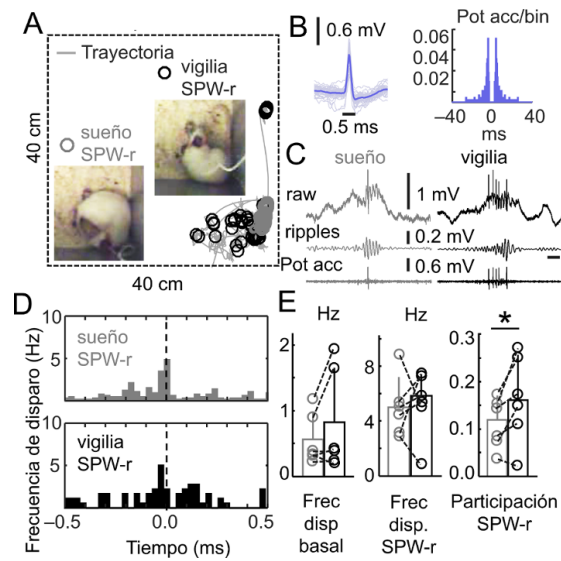 A
Trayectoria
vigilia
SPW-r
sueño
SPW-r
40 cm
40 cm
B
0.6 mV
0.5 ms
Pot acc/bin
0.06
0.04
0.02
0
−40
0
40
ms
C
sueño
vigilia
raw
1 mV
ripples
0.2 mV
Pot acc
0.6 mV
D
Frecuencia de disparo (Hz)
10
5
sueño
SPW-r
10
5
vigilia
SPW-r
−0.5
0.0
0.5
Tiempo (ms)
E
Hz
2
1
0
Frec
disp
basal
Hz
8
4
0
Frec
disp.
SPW-r
*
0.3
0.2
0.1
0
Participación
SPW-r